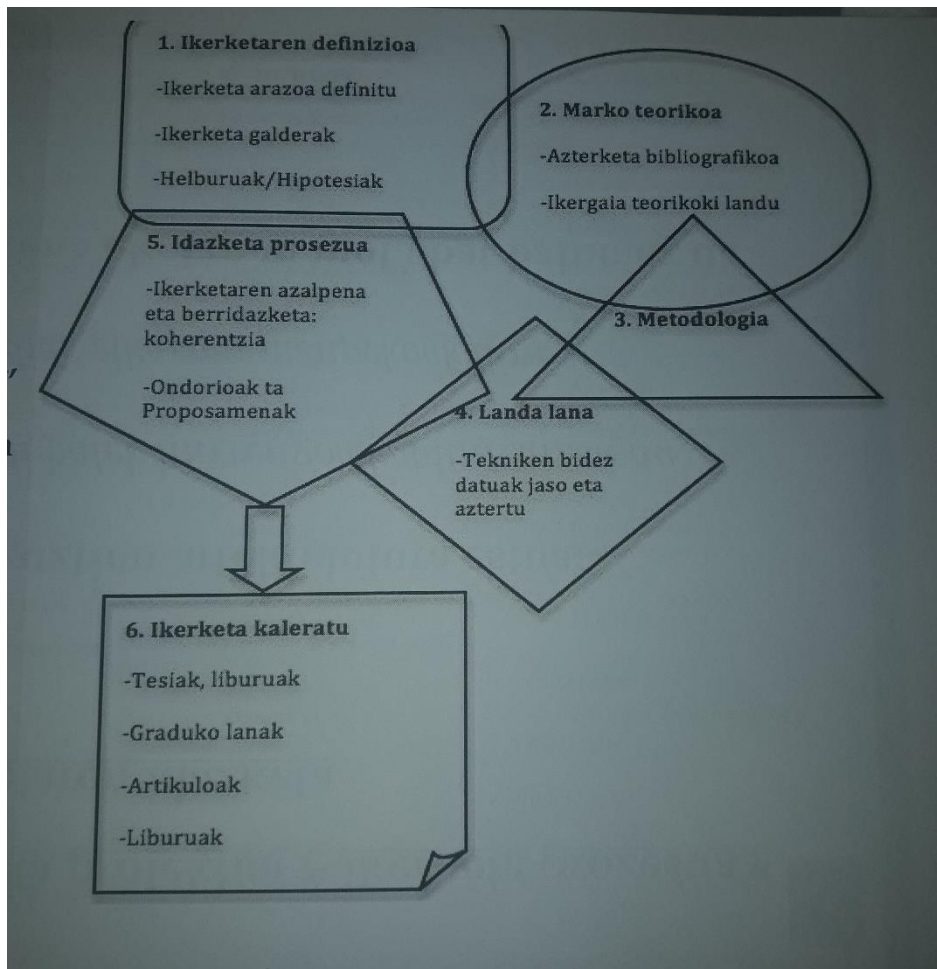 1. Ikerketaren definizioa
-Ikerketa arazoa definitu
-Ikerketa galderak
-Helburuak/Hipotesiak
2. Marko teorikoa
-Azterketa bibliografikoa
-Ikergaia teorikoki landu
3. Metodologia
4. Landa lana
-Tekniken bidez
datuak jaso eta
aztertu
5. Idazketa prosezua
-Ikerketaren azalpena
eta berridazketa:
koherentzia
-Ondorioak ta
Proposamenak
6. Ikerketa kaleratu
-Tesiak, liburuak
-Graduko lanak
-Artikuloak
-Liburuak